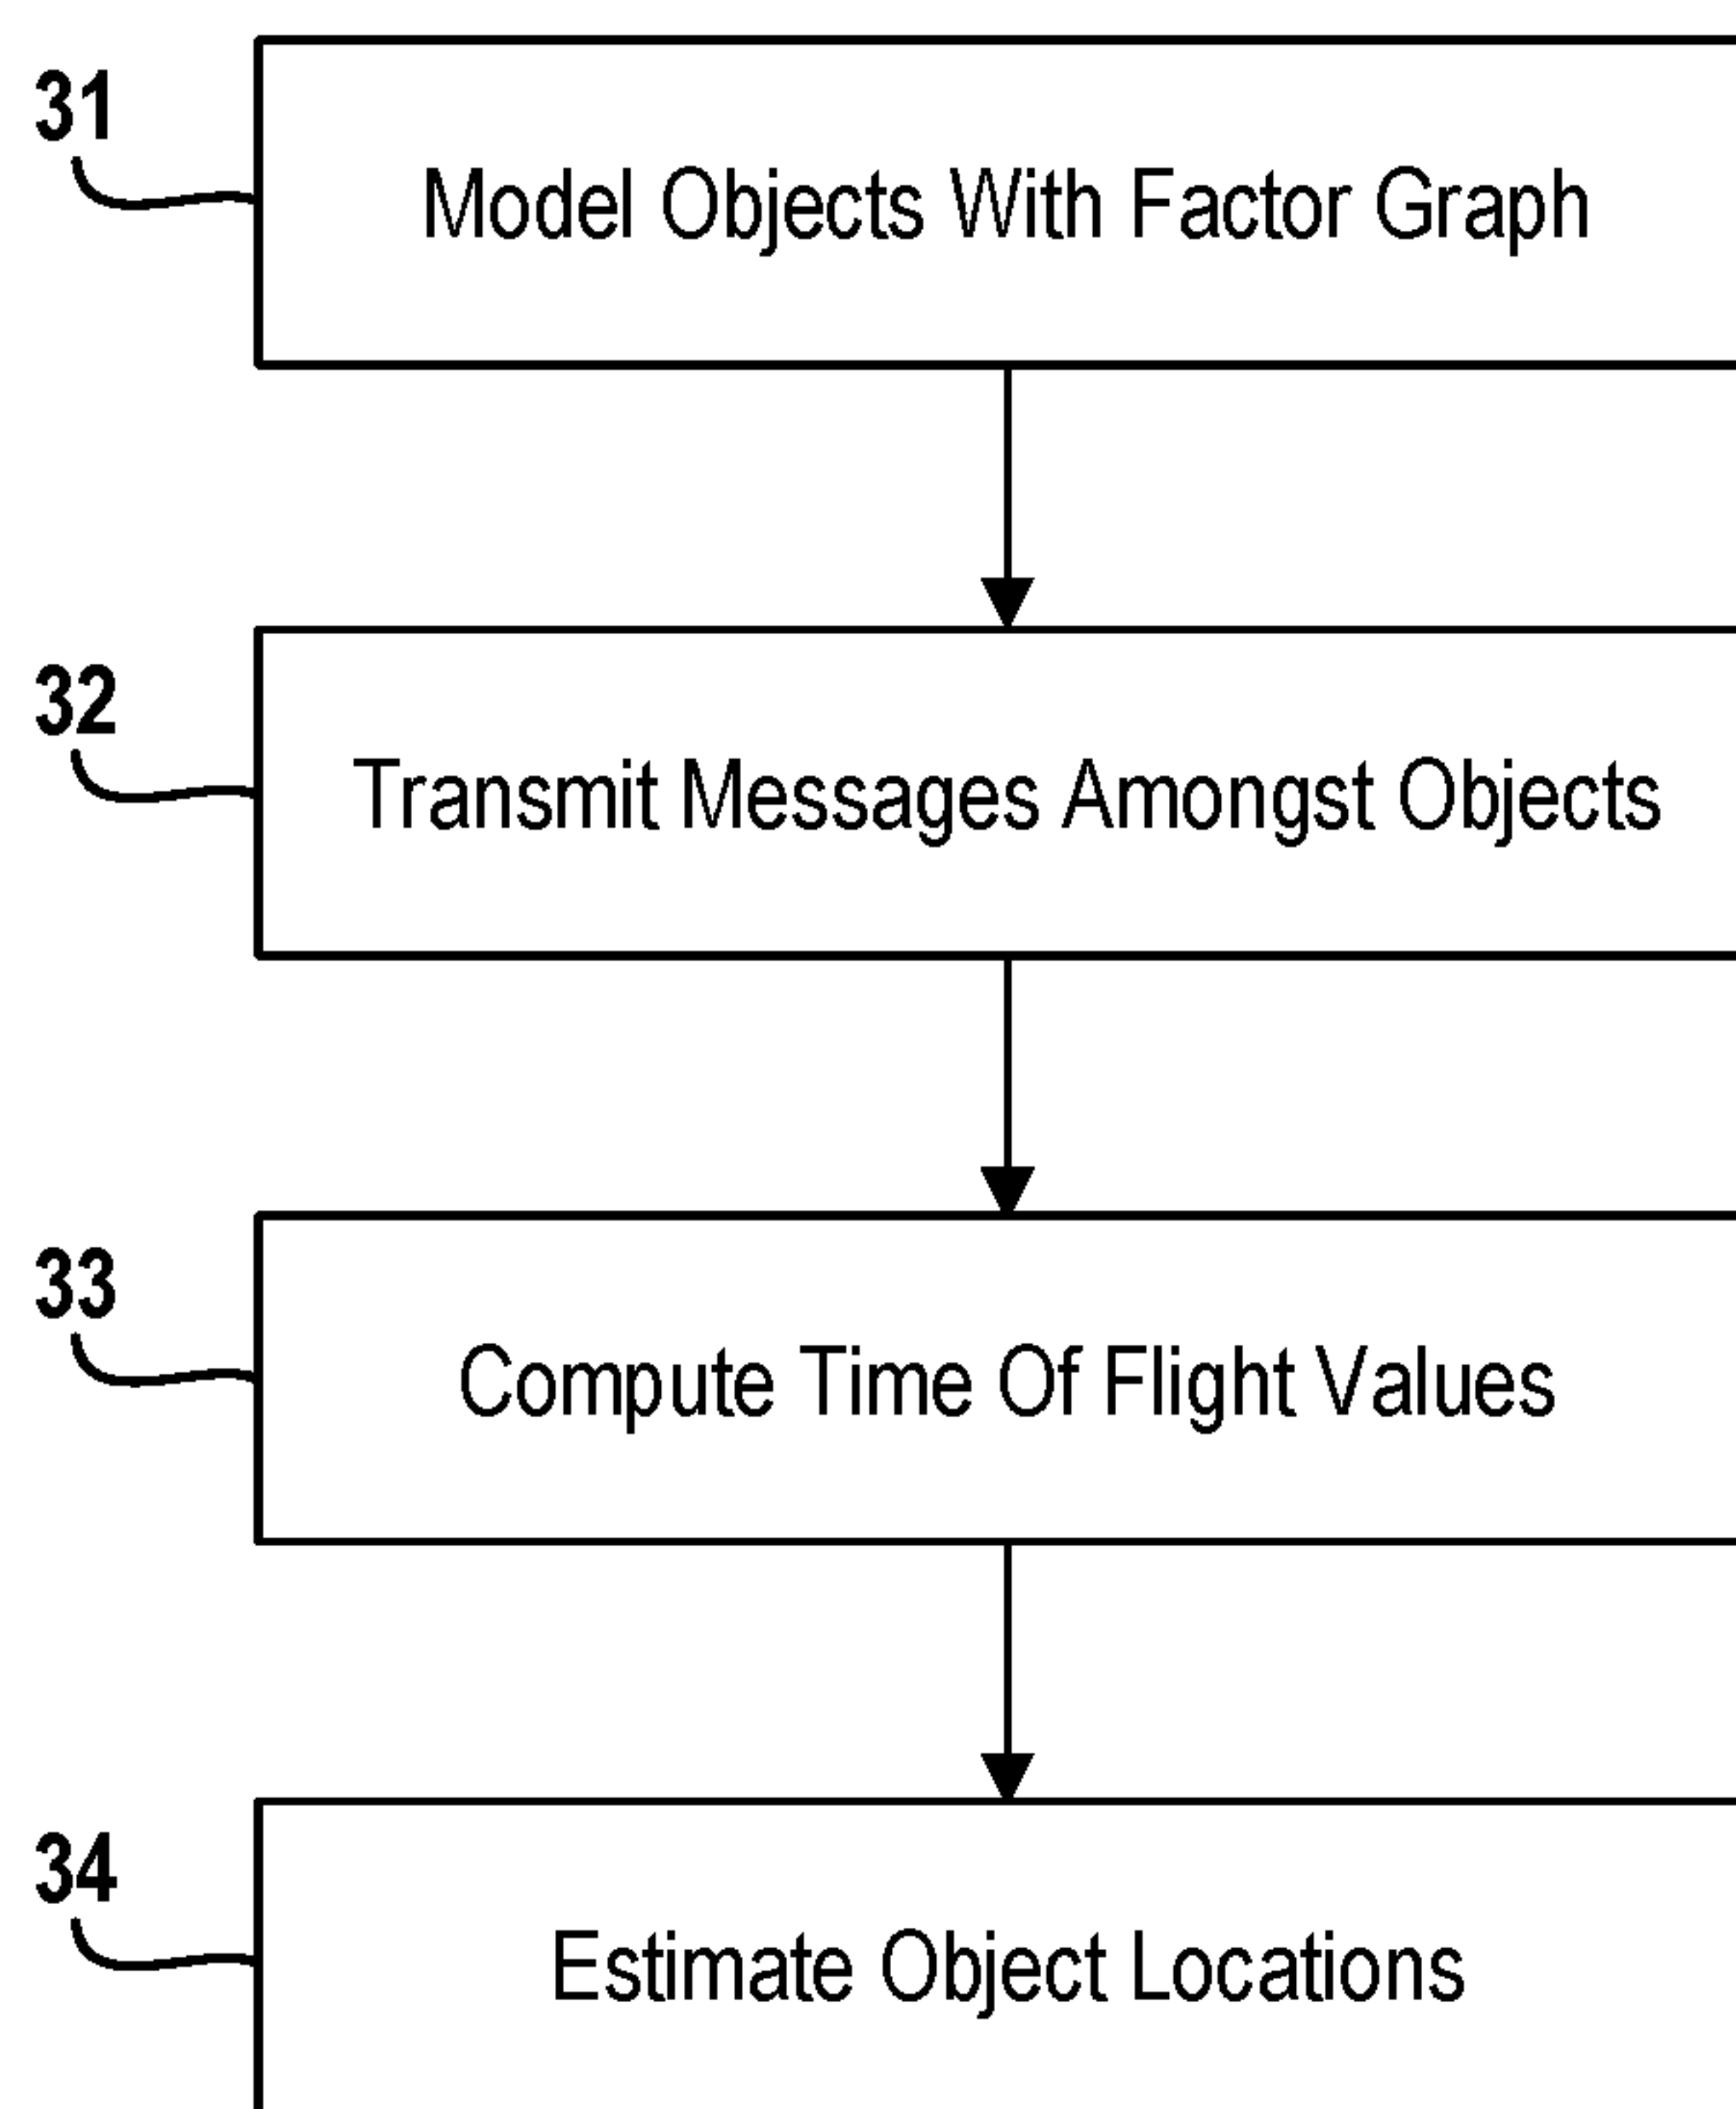 31
Model Objects With Factor Graph
32
Transmit Messages Amongst Objects
33
Compute Time Of Flight Values
34
Estimate Object Locations